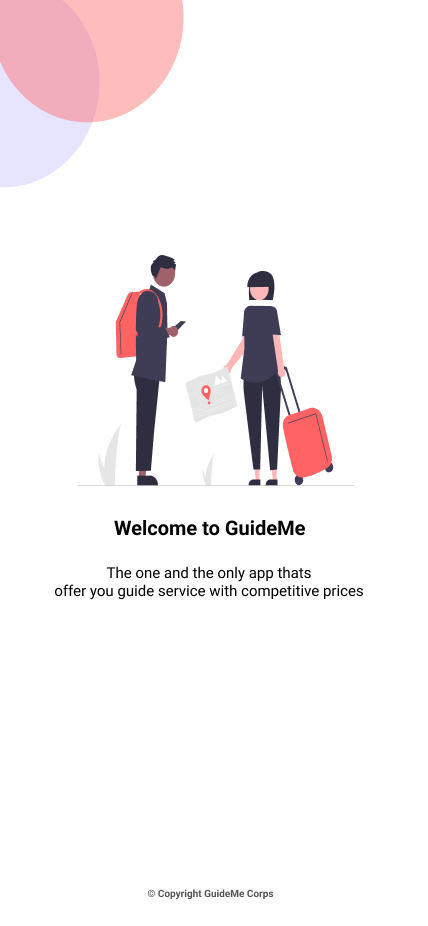 Welcome to GuideMe
The one and the only app thats
offer you guide service with competitive prices
© Copyright GuideMe Corps